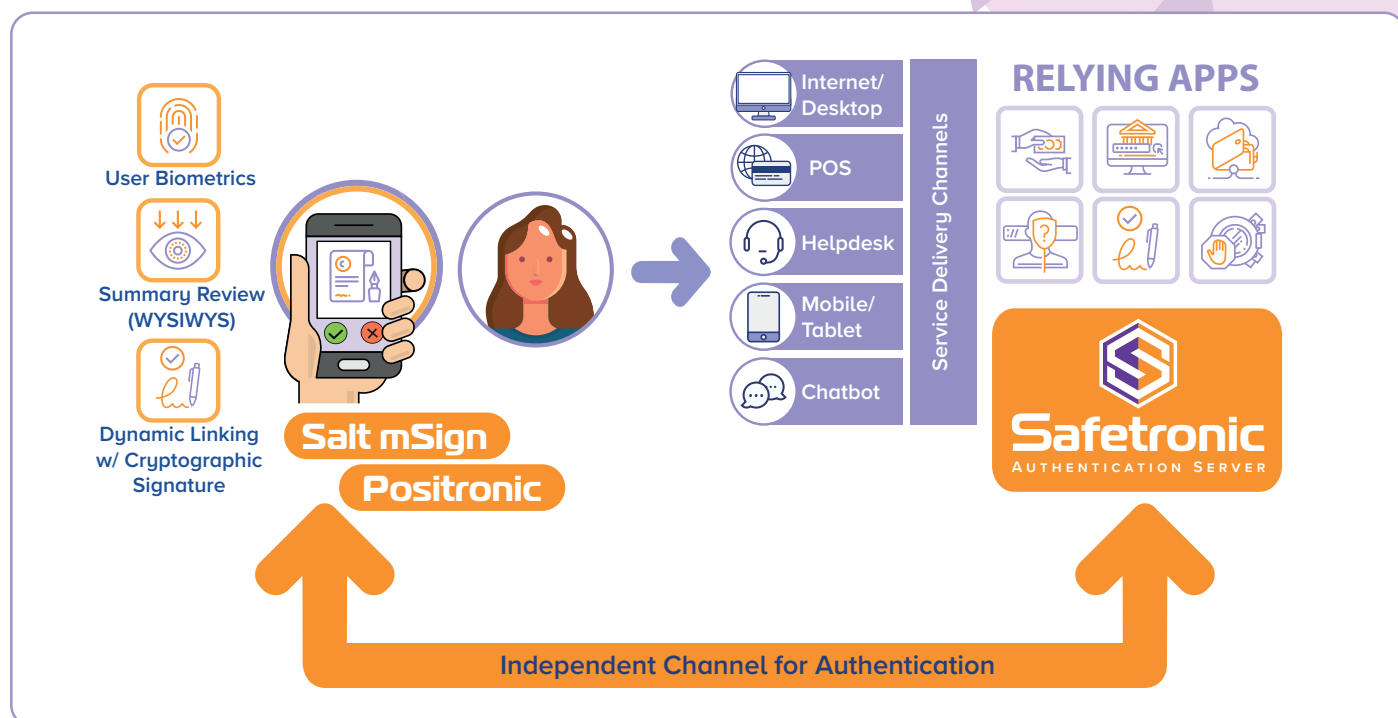 User Biometrics
Summary Review
(WYSIWYS)
Dynamic Linking
w/ Cryptographic
Signature
Salt mSign
Positronic
Internet/
Desktop
POS
Helpdesk
Mobile/
Tablet
Chatbot
Service Delivery Channels
RELYING APPS
?
Safetronic
AUTHENTICATION SERVER
Independent Channel for Authentication